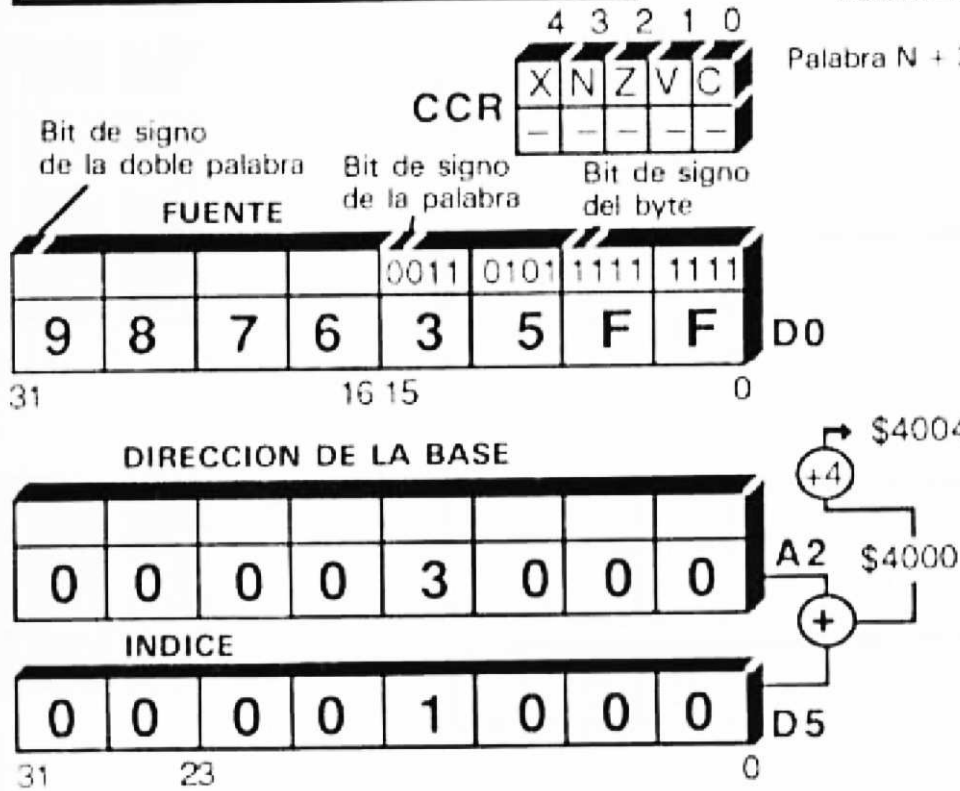 4 3 2 1 0
X N Z V C
CCR
– – – – –
Palabra N +
Bit de signo
de la doble palabra
Bit de signo
de la palabra
Bit de signo
del byte
FUENTE
0011 0101 1111 1111
9 8 7 6 3 5 F F
D0
31 16 15 0
DIRECCION DE LA BASE
+4
$4004
0 0 0 0 3 0 0 0
A2
$4000
+
INDICE
0 0 0 0 1 0 0 0
D5
31 23 0